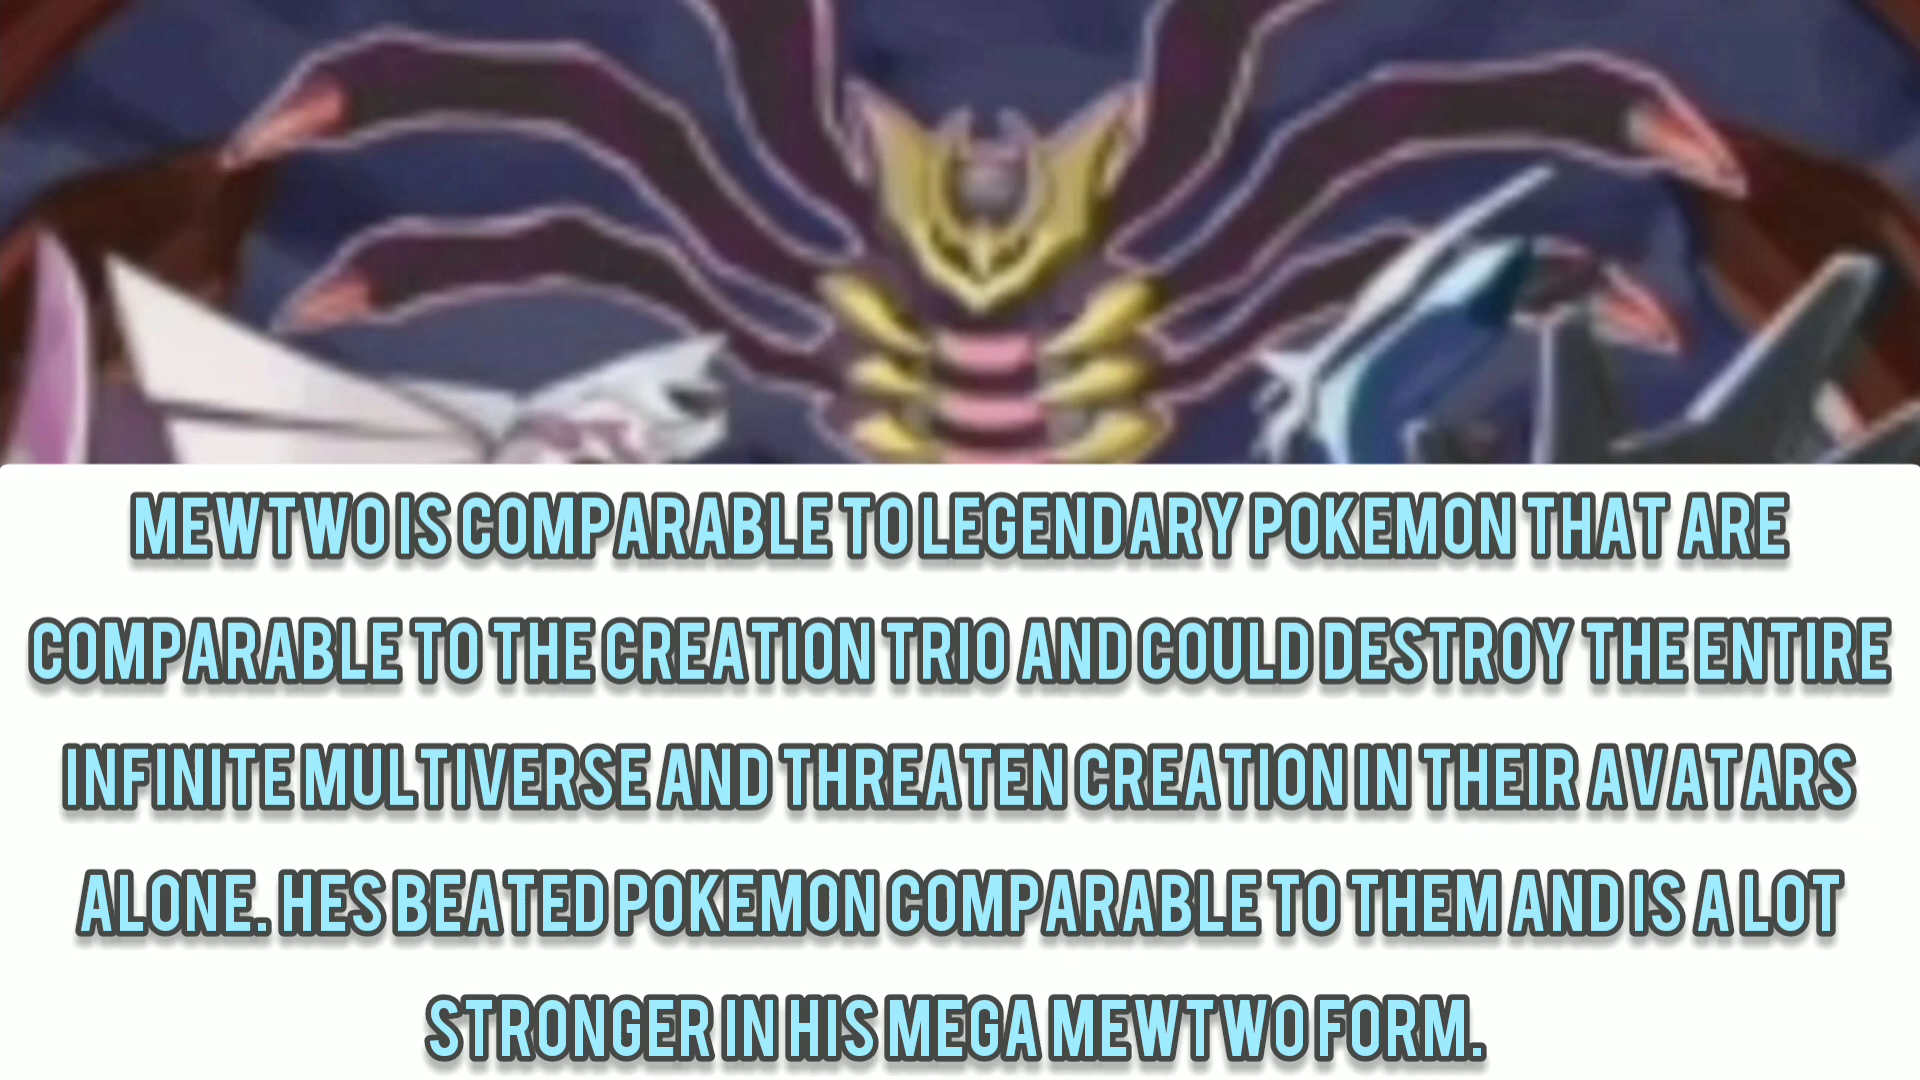 MEWTWO IS COMPARABLE TO LEGENDARY POKEMON THAT ARE
COMPARABLE TO THE CREATION TRIO AND COULD DESTROY THE ENTIRE
INFINITE MULTIVERSE AND THREATEN CREATION IN THEIR AVATARS
ALONE. HES BEATED POKEMON COMPARABLE TO THEM AND IS A LOT
STRONGER IN HIS MEGA MEWTWO FORM.